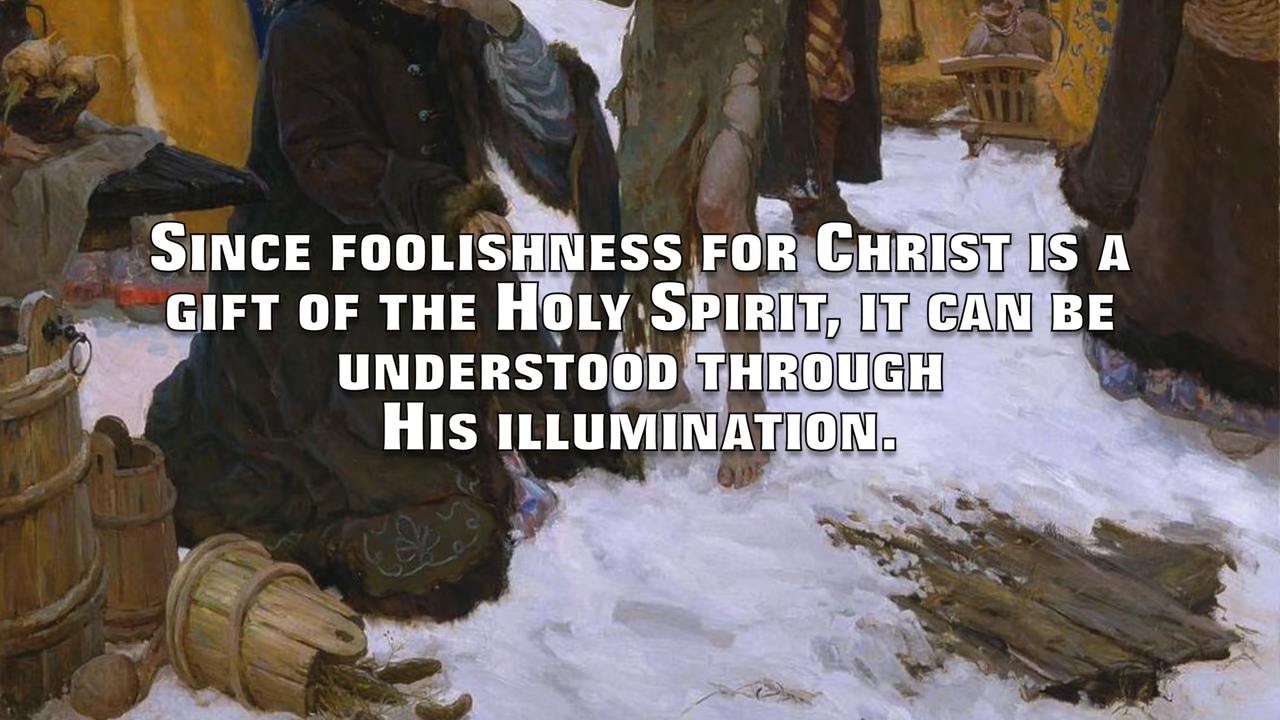 Since foolishness for Christ is a
gift of the Holy Spirit, it can be
understood through
His illumination.